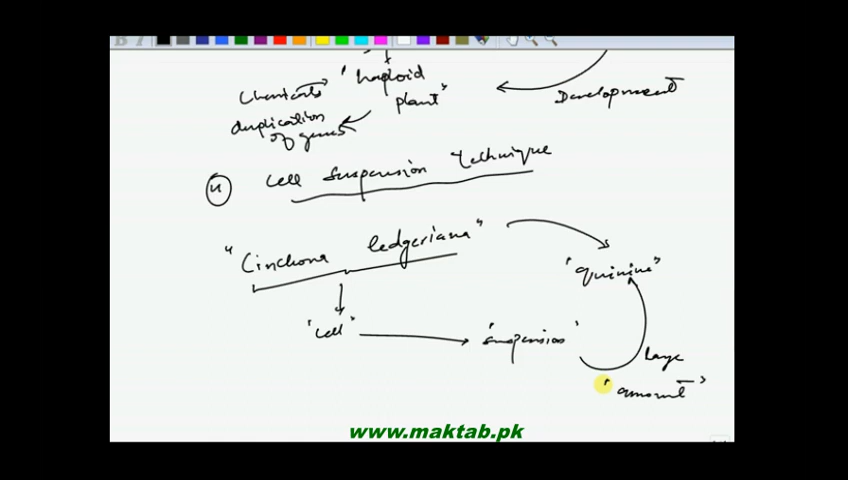 "haploid
plant"
Chemicals
duplication
of genes
Development
Cell Suspension Technique
"Cinchona ledgeriana"
"quinine"
"cell"
"suspension"
Large
"amount"
www.maktab.pk